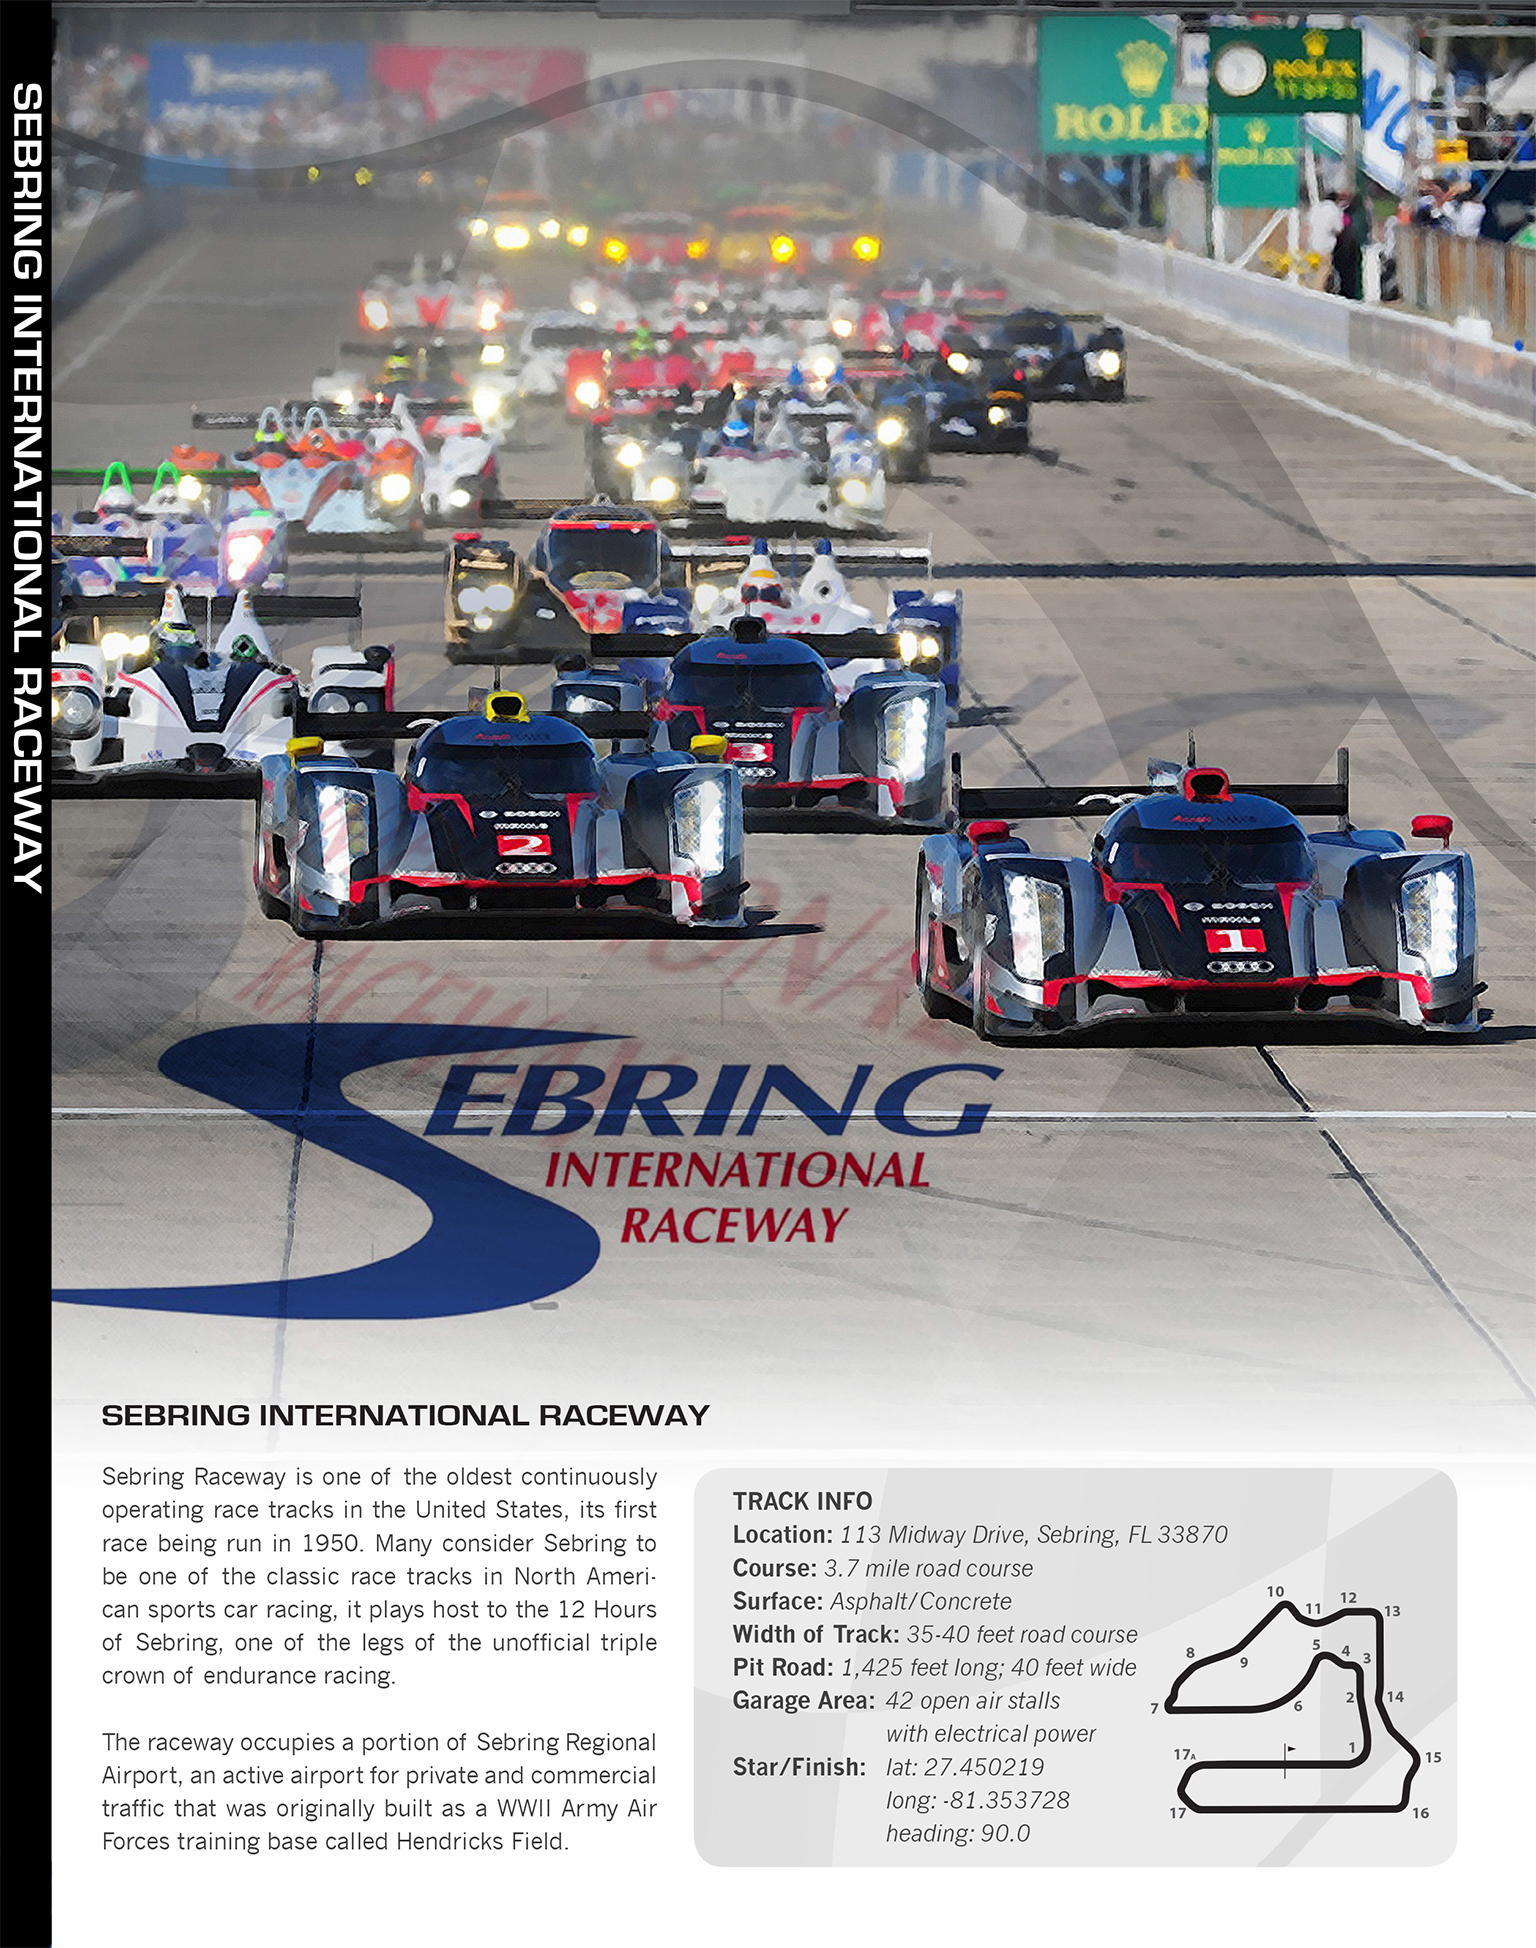 SEBRING INTERNATIONAL RACEWAY
ROLEX
ROLEX
ROLEX
3
2
1
SEBRING
INTERNATIONAL
RACEWAY
SEBRING INTERNATIONAL RACEWAY
Sebring Raceway is one of the oldest continuously
operating race tracks in the United States, its first
race being run in 1950. Many consider Sebring to
be one of the classic race tracks in North Ameri-
can sports car racing, it plays host to the 12 Hours
of Sebring, one of the legs of the unofficial triple
crown of endurance racing.
The raceway occupies a portion of Sebring Regional
Airport, an active airport for private and commercial
traffic that was originally built as a WWII Army Air
Forces training base called Hendricks Field.
TRACK INFO
Location: 113 Midway Drive, Sebring, FL 33870
Course: 3.7 mile road course
Surface: Asphalt/Concrete
Width of Track: 35-40 feet road course
Pit Road: 1,425 feet long; 40 feet wide
Garage Area: 42 open air stalls
with electrical power
Star/Finish: lat: 27.450219
long: -81.353728
heading: 90.0
10
11
12
13
8
9
5
4
3
7
6
2
14
17A
1
15
17
16